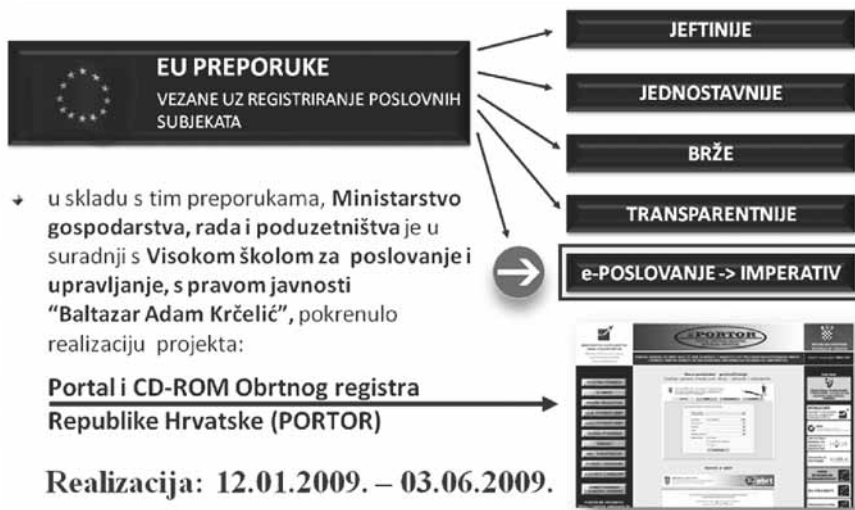 EU PREPORUKE
VEZANE UZ REGISTRIRANJE POSLOVNIH
SUBJEKATA
JEFTINIJE
JEDNOSTAVNIJE
BRŽE
TRANSPARENTNIJE
e-POSLOVANJE -> IMPERATIV
u skladu s tim preporukama, Ministarstvo
gospodarstva, rada i poduzetništva je u
suradnji s Visokom školom za poslovanje i
upravljanje, s pravom javnosti
“Baltazar Adam Krčelić”, pokrenulo
realizaciju projekta:
Portal i CD-ROM Obrtnog registra
Republike Hrvatske (PORTOR)
Realizacija: 12.01.2009. – 03.06.2009.
PORTOR